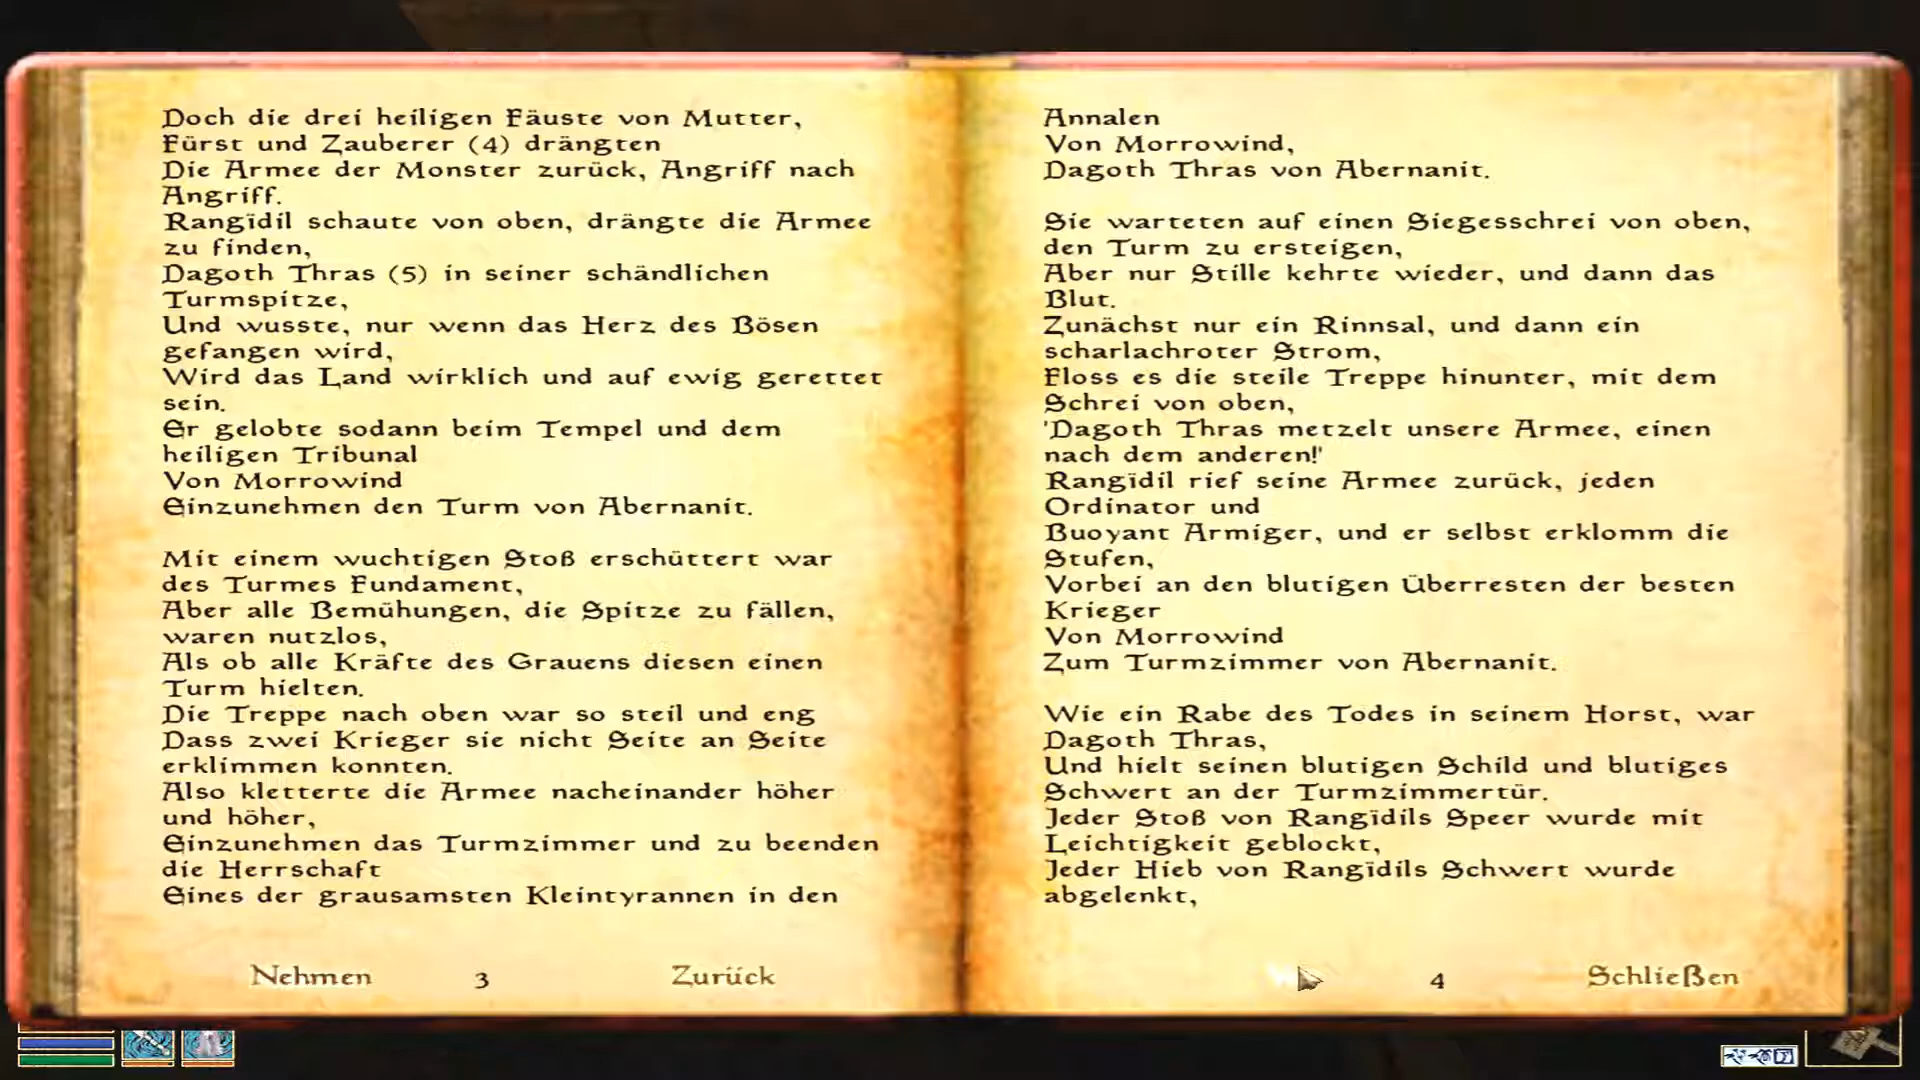 Doch die drei heiligen Fäuste von Mutter,
Fürst und Zauberer (4) drängten
Die Armee der Monster zurück, Angriff nach
Angriff.
Rangidil schaute von oben, drängte die Armee
zu finden,
Dagoth Thras (5) in seiner schändlichen
Turmspitze,
Und wusste, nur wenn das Herz des Bösen
gefangen wird,
Wird das Land wirklich und auf ewig gerettet
sein.
Er gelobte sodann beim Tempel und dem
heiligen Tribunal
Von Morrowind
Einzunehmen den Turm von Abernanit.
Mit einem wuchtigen Stoß erschüttert war
des Turmes Fundament,
Aber alle Bemühungen, die Spitze zu fällen,
waren nutzlos,
Als ob alle Kräfte des Grauens diesen einen
Turm hielten.
Die Treppe nach oben war so steil und eng
Dass zwei Krieger sie nicht Seite an Seite
erklimmen konnten.
Also kletterte die Armee nacheinander höher
und höher,
Einzunehmen das Turmzimmer und zu beenden
die Herrschaft
Eines der grausamsten Kleintyrannen in den
Nehmen
3
Zurück
Annalen
Von Morrowind,
Dagoth Thras von Abernanit.
Sie warteten auf einen Siegesschrei von oben,
den Turm zu ersteigen,
Aber nur Stille kehrte wieder, und dann das
Blut.
Zunächst nur ein Rinnsal, und dann ein
scharlachroter Strom,
Floss es die steile Treppe hinunter, mit dem
Schrei von oben,
'Dagoth Thras metzelt unsere Armee, einen
nach dem anderen!'
Rangidil rief seine Armee zurück, jeden
Ordinator und
Buoyant Armiger, und er selbst erklomm die
Stufen,
Vorbei an den blutigen Überresten der besten
Krieger
Von Morrowind
Zum Turmzimmer von Abernanit.
Wie ein Rabe des Todes in seinem Horst, war
Dagoth Thras,
Und hielt seinen blutigen Schild und blutiges
Schwert an der Turmzimmertür.
Jeder Stoß von Rangidils Speer wurde mit
Leichtigkeit geblockt,
Jeder Hieb von Rangidils Schwert wurde
abgelenkt,
4
Schließen